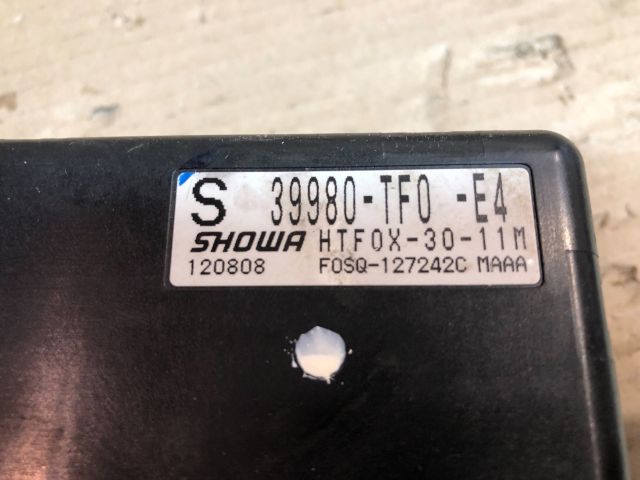 S 39980-TF0 -E4
SHOWA HTF0X-30-11M
120808 F0SQ-127242C MAAA